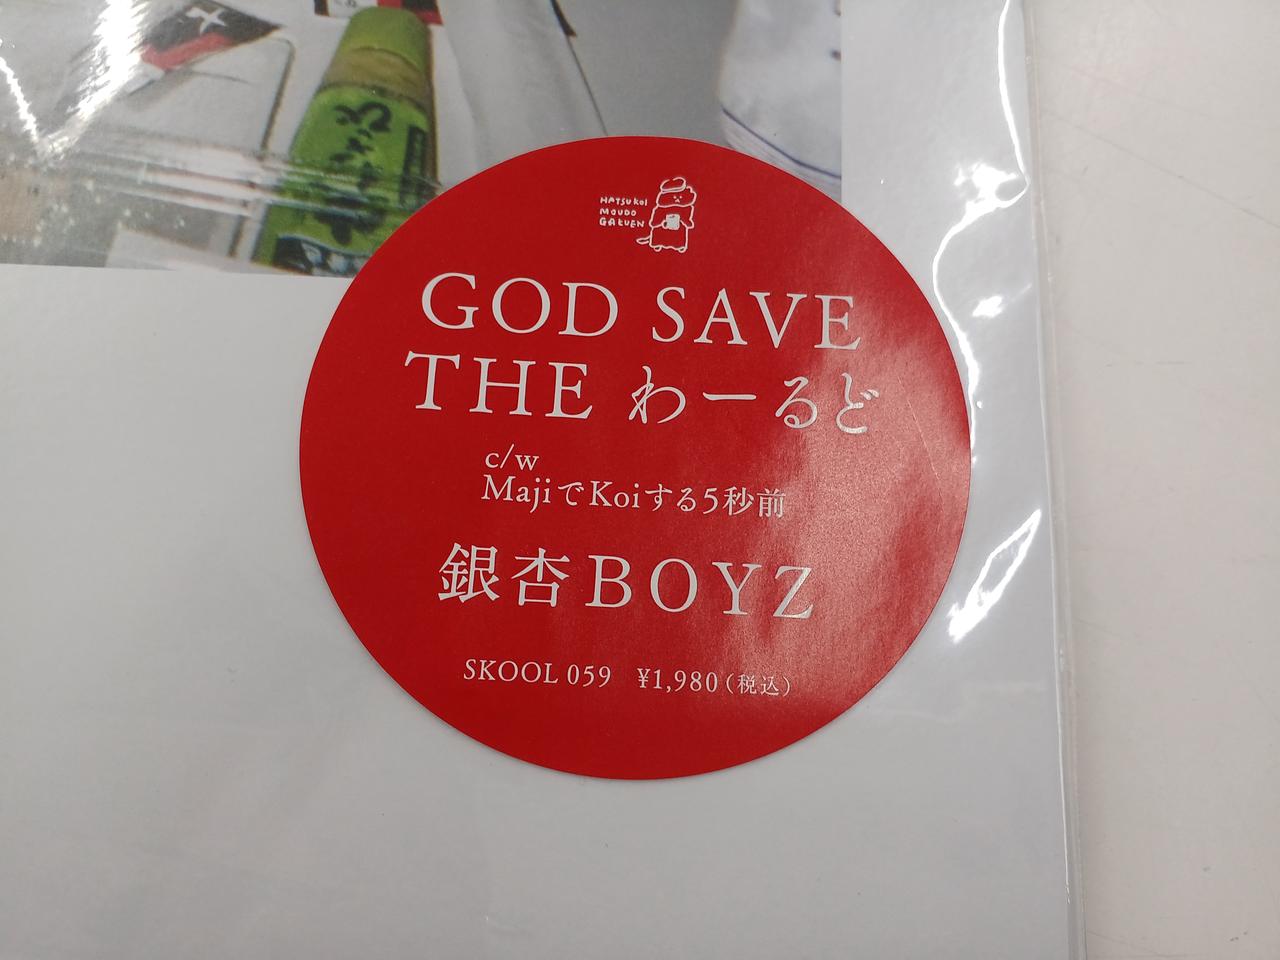 HATSUKOI
MOUDO
GAKUEN
GOD SAVE
THE わーるど
c/w
MajiでKoiする5秒前
銀杏BOYZ
SKOOL 059 ¥1,980（税込）